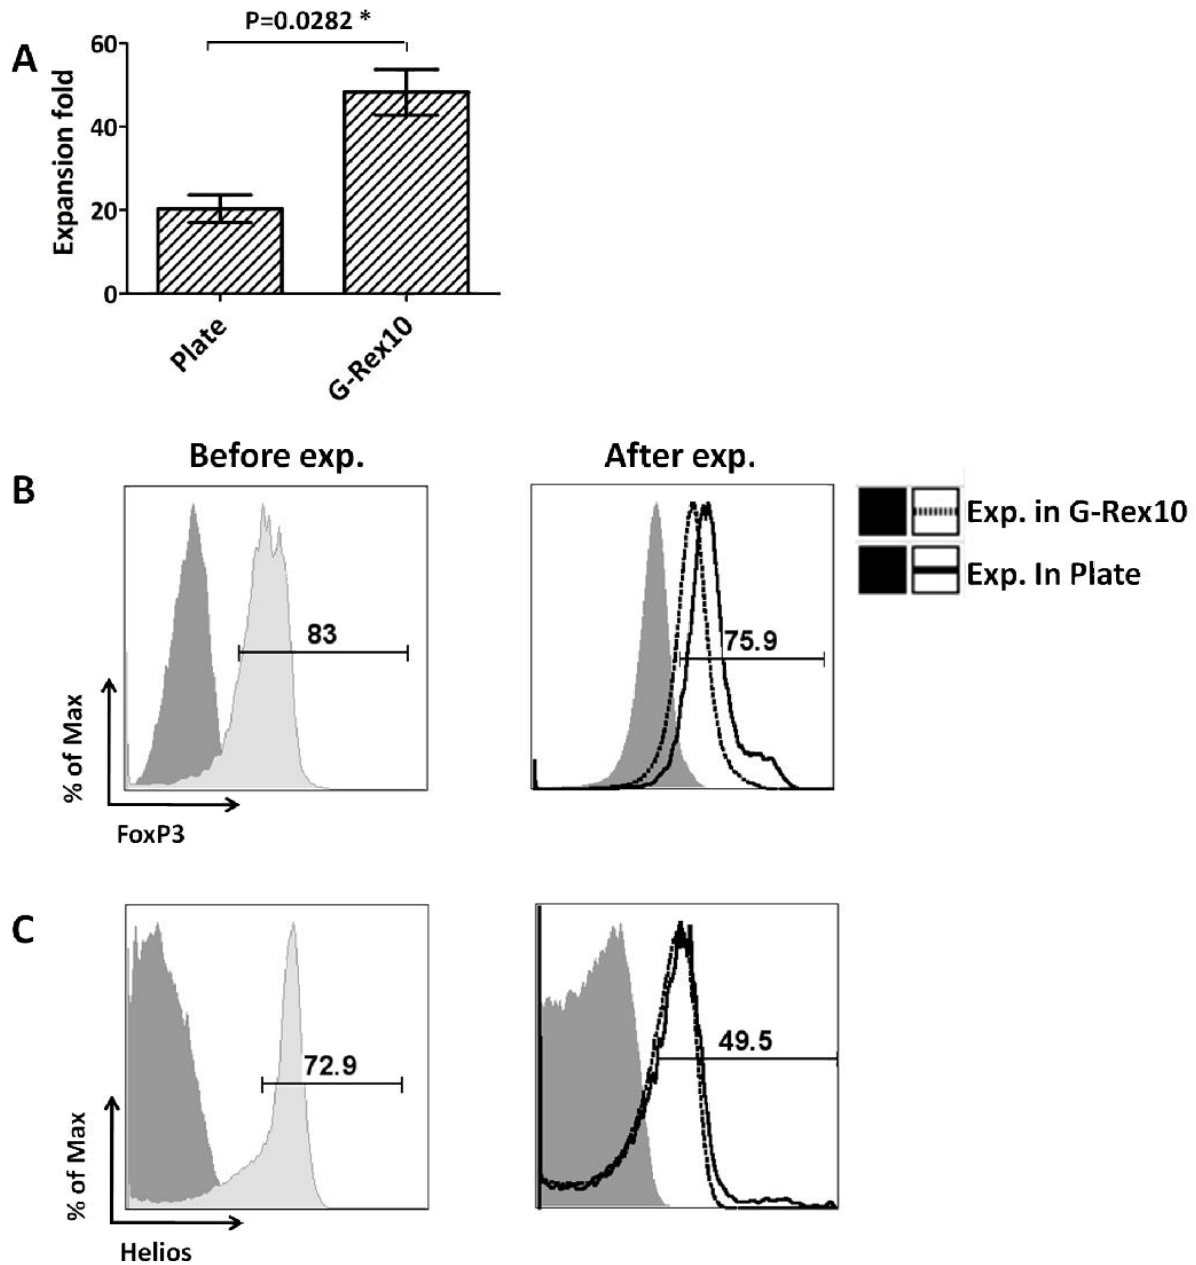 A
P=0.0282 *
Expansion fold
60
40
20
0
Plate
G-Rex10
Before exp.
After exp.
B
83
75.9
Exp. in G-Rex10
Exp. In Plate
% of Max
FoxP3
C
72.9
49.5
% of Max
Helios